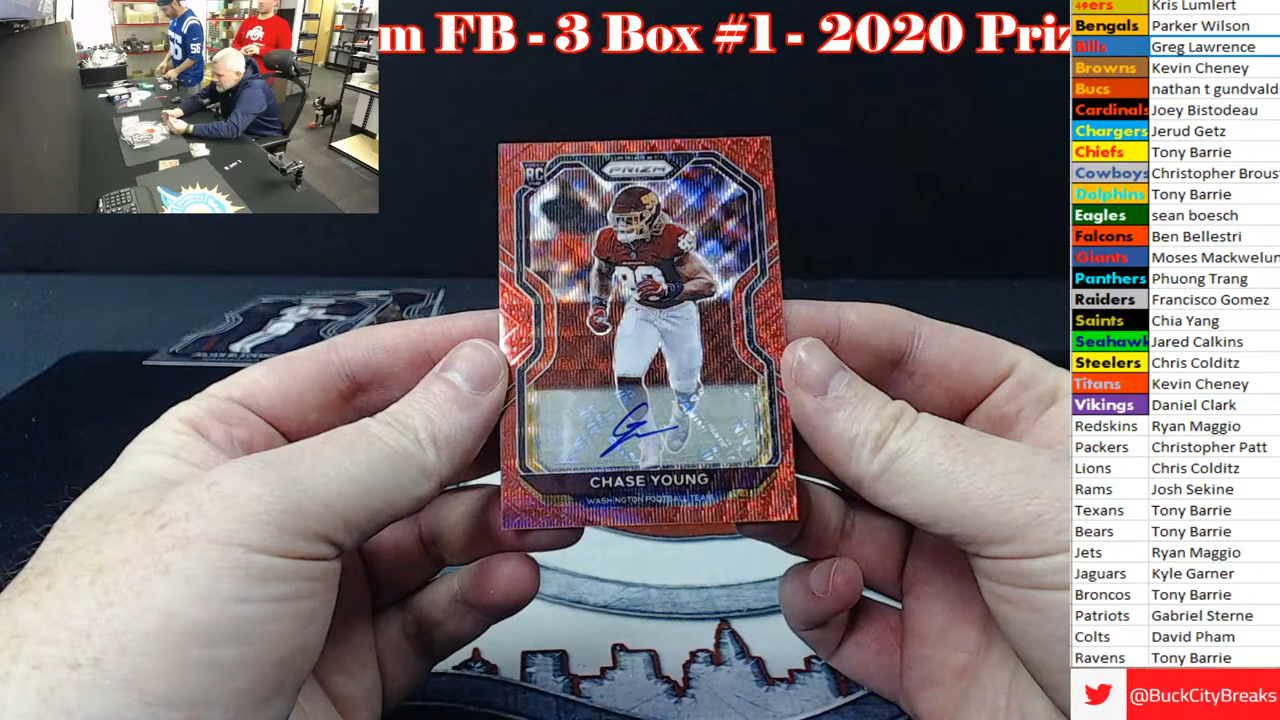 m FB - 3 Box #1 - 2020 Priz
49ers Kris Lumlert
Bengals Parker Wilson
Bills Greg Lawrence
Browns Kevin Cheney
Bucs nathan t gundvald
Cardinals Joey Bistodeau
Chargers Jerud Getz
Chiefs Tony Barrie
Cowboys Christopher Brous
Dolphins Tony Barrie
Eagles sean boesch
Falcons Ben Bellestri
Giants Moses Mackwelun
Panthers Phuong Trang
Raiders Francisco Gomez
Saints Chia Yang
Seahawk Jared Calkins
Steelers Chris Colditz
Titans Kevin Cheney
Vikings Daniel Clark
Redskins Ryan Maggio
Packers Christopher Patt
Lions Chris Colditz
Rams Josh Sekine
Texans Tony Barrie
Bears Tony Barrie
Jets Ryan Maggio
Jaguars Kyle Garner
Broncos Tony Barrie
Patriots Gabriel Sterne
Colts David Pham
Ravens Tony Barrie
@BuckCityBreaks
RC
PRIZM
99
CHASE YOUNG
WASHINGTON FOOTBALL TEAM
56